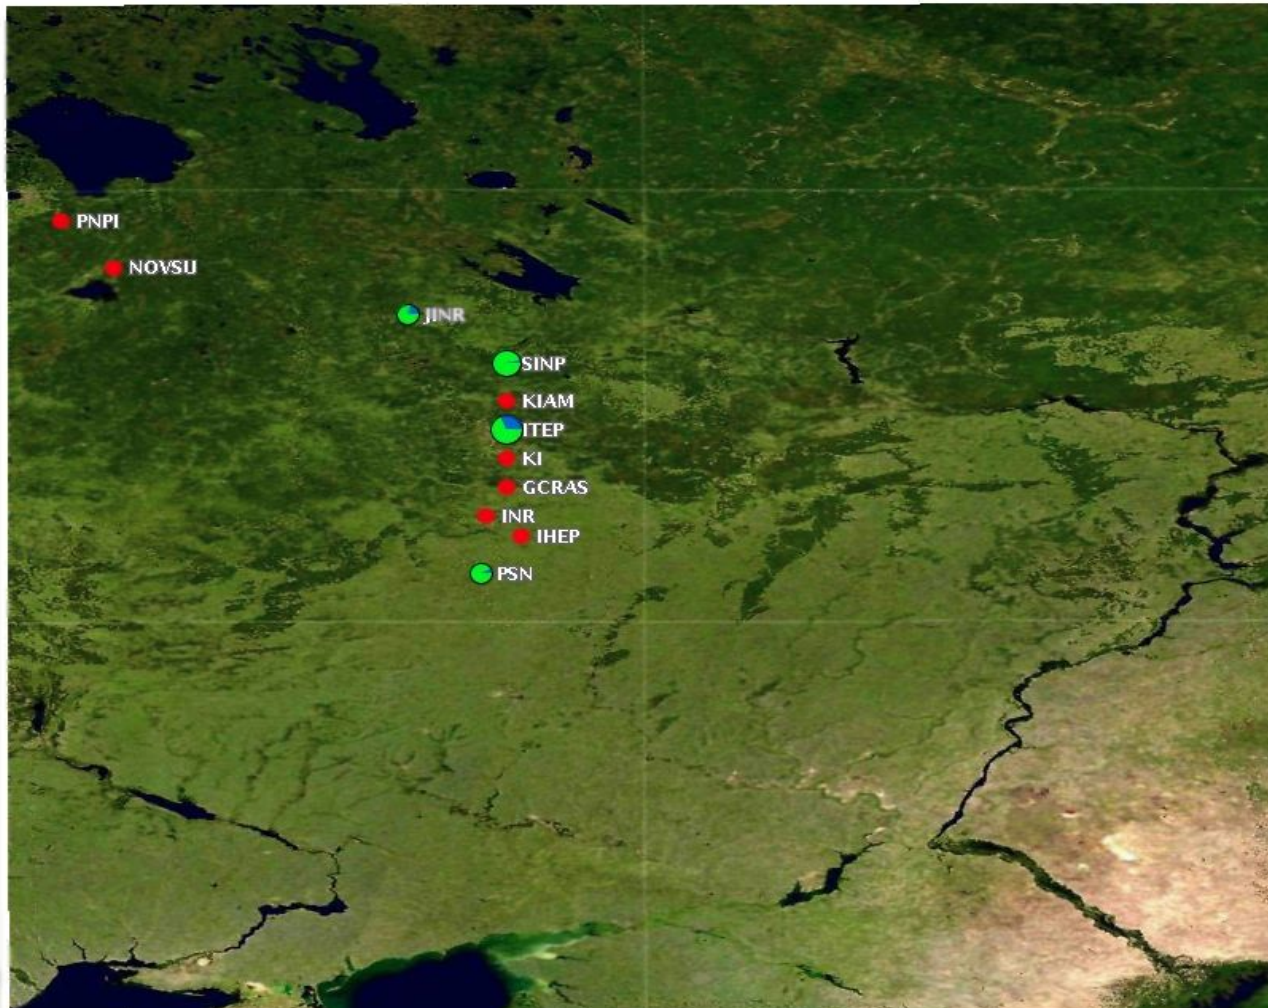 PNPI
NOVSU
JINR
SINP
KIAM
ITEP
KI
GCRAS
INR
IHEP
PSN